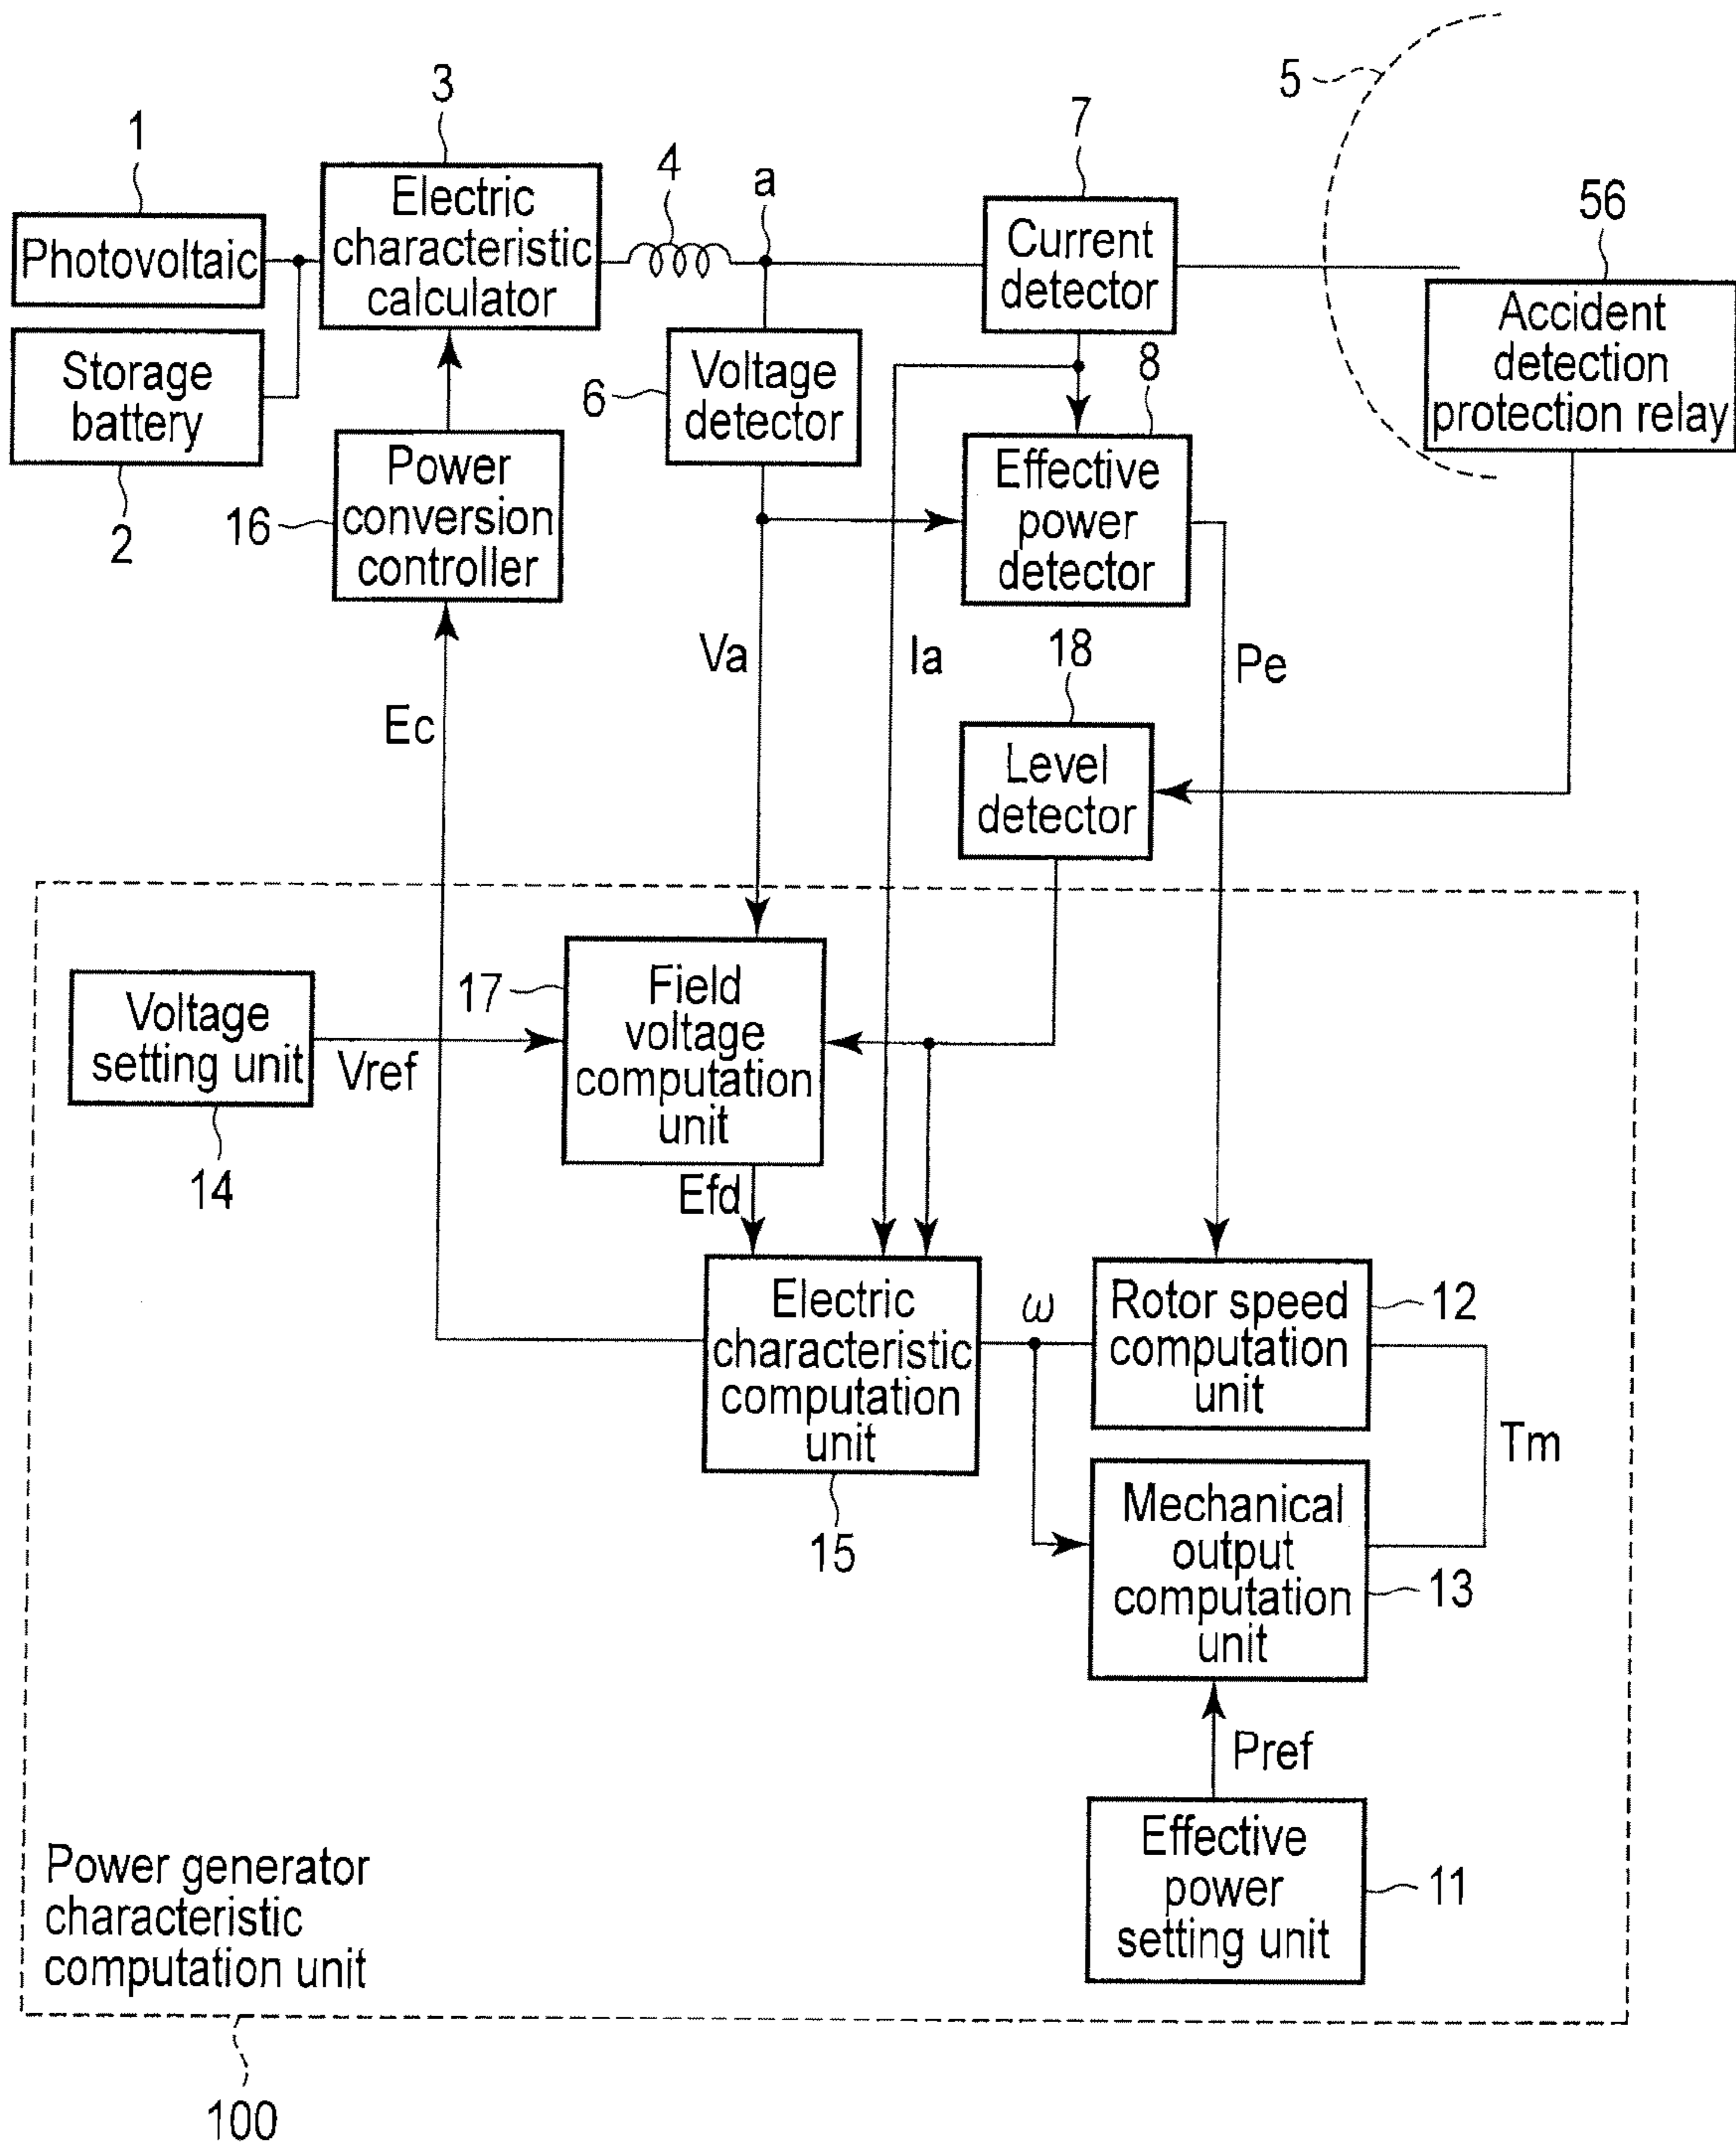 5
3
7
1
4
a
56
Electric
characteristic
calculator
Current
detector
Photovoltaic
Accident
detection
protection relay
Storage
battery
6
Voltage
detector
8
2
16
Power
conversion
controller
Effective
power
detector
Va
Ia
18
Pe
Ec
Level
detector
17
Field
voltage
computation
unit
Voltage
setting unit
Vref
14
Efd
Electric
characteristic
computation
unit
ω
Rotor speed
computation
unit
12
Tm
15
Mechanical
output
computation
unit
13
Pref
Effective
power
setting unit
11
Power generator
characteristic
computation unit
100